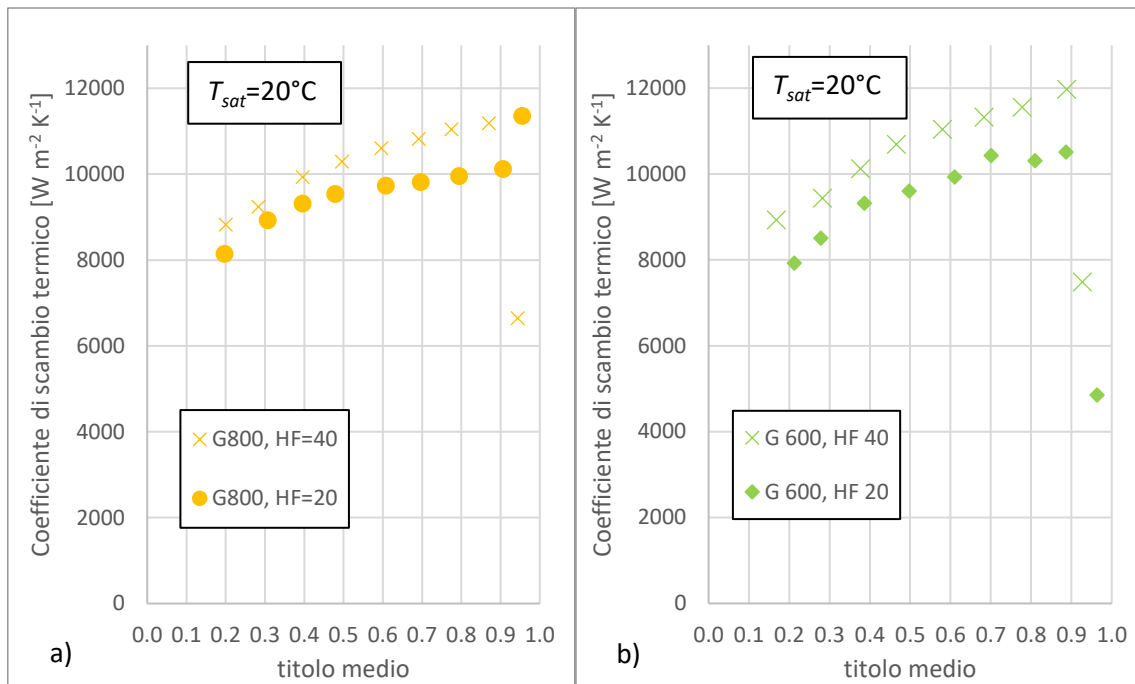 Coefficiente di scambio termico [W m⁻² K⁻¹]
12000
10000
8000
6000
4000
2000
0
T_sat=20°C
G800, HF=40
G800, HF=20
0.0 0.1 0.2 0.3 0.4 0.5 0.6 0.7 0.8 0.9 1.0
a)
titolo medio
Coefficiente di scambio termico [W m⁻² K⁻¹]
12000
10000
8000
6000
4000
2000
0
T_sat=20°C
G 600, HF 40
G 600, HF 20
0.0 0.1 0.2 0.3 0.4 0.5 0.6 0.7 0.8 0.9 1.0
b)
titolo medio